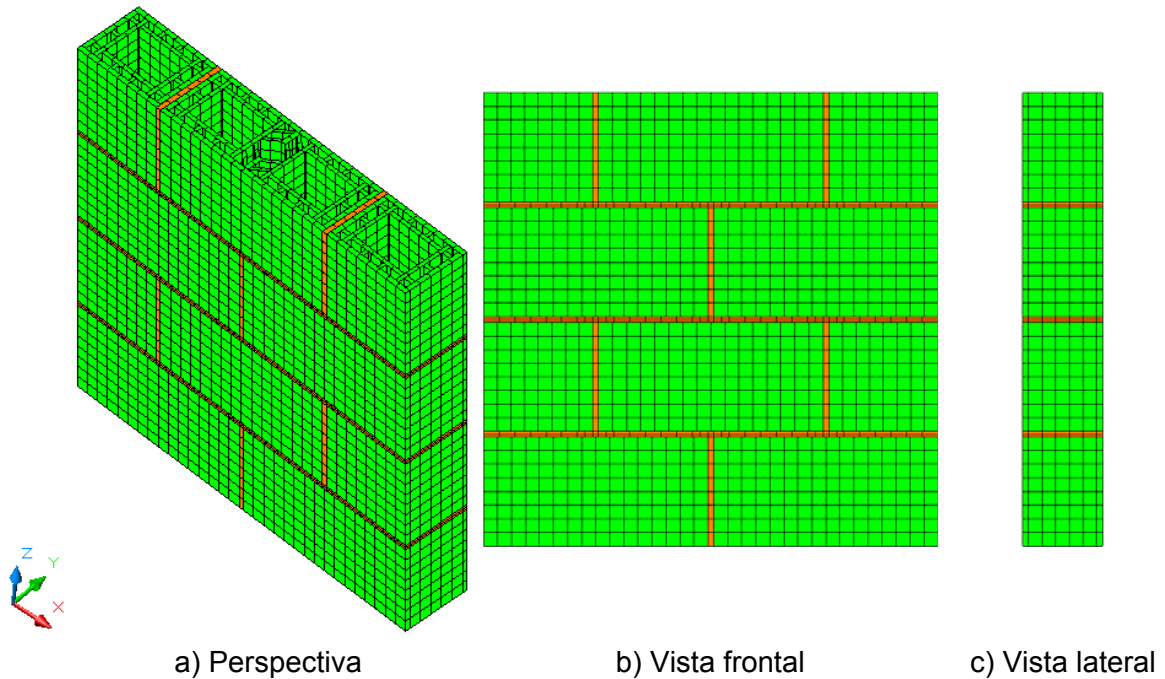 Z
Y
X
a) Perspectiva
b) Vista frontal
c) Vista lateral